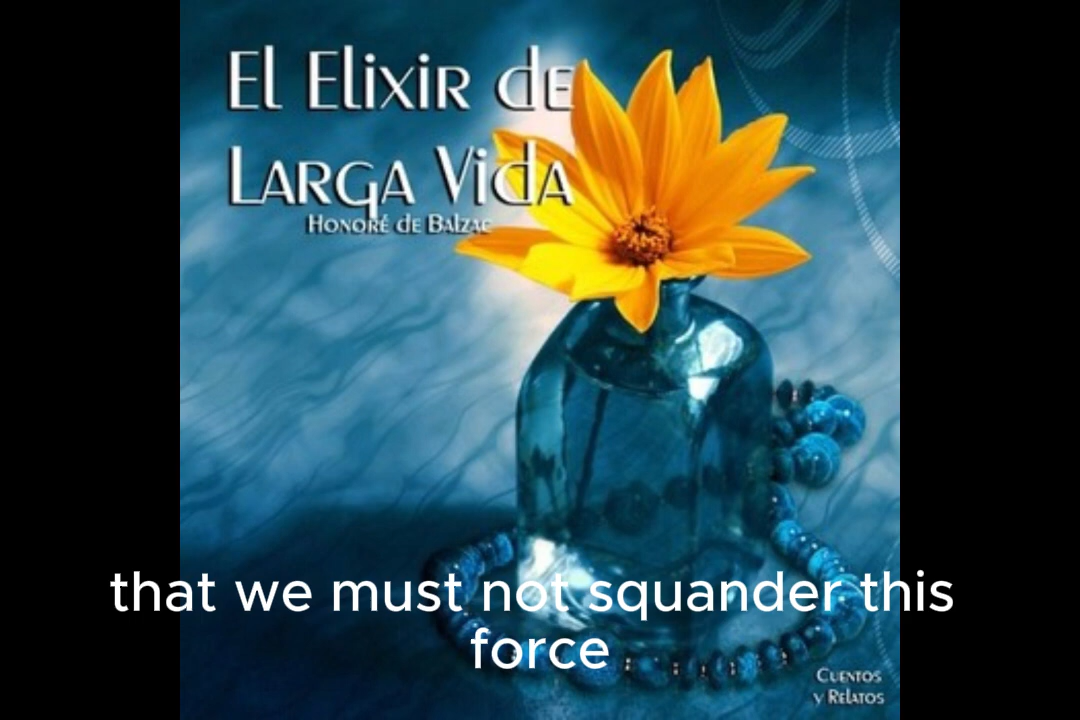 El Elixir de
Larga Vida
Honoré de Balzac
that we must not squander this
force
Cuentos
y Relatos